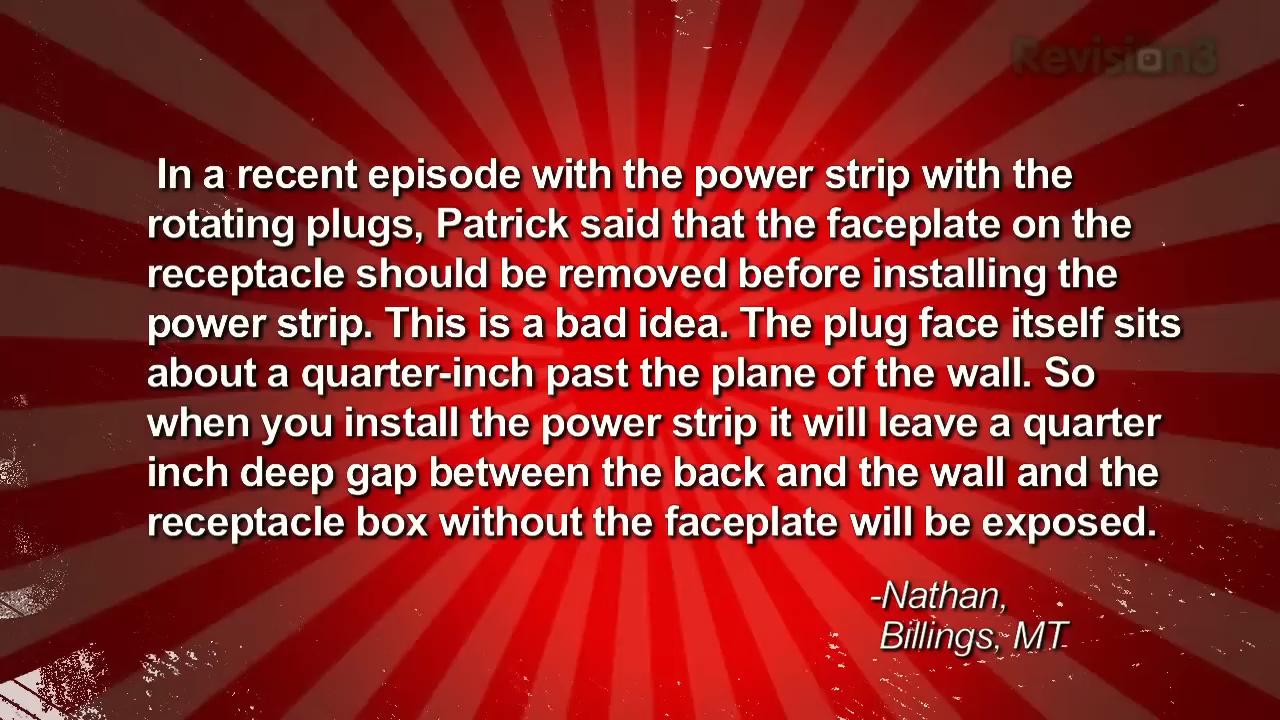 Revision3
In a recent episode with the power strip with the
rotating plugs, Patrick said that the faceplate on the
receptacle should be removed before installing the
power strip. This is a bad idea. The plug face itself sits
about a quarter-inch past the plane of the wall. So
when you install the power strip it will leave a quarter
inch deep gap between the back and the wall and the
receptacle box without the faceplate will be exposed.
-Nathan,
Billings, MT